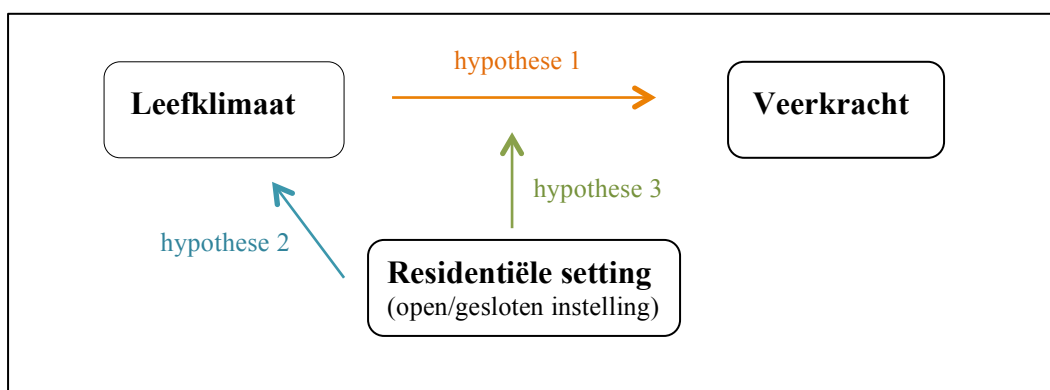 hypothese 1
Leefklimaat
Veerkracht
hypothese 3
hypothese 2
Residentiële setting
(open/gesloten instelling)